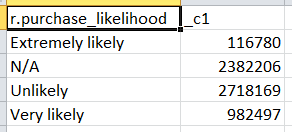 r.purchase_likelihood _c1
Extremely likely 116780
N/A 2382206
Unlikely 2718169
Very likely 982497